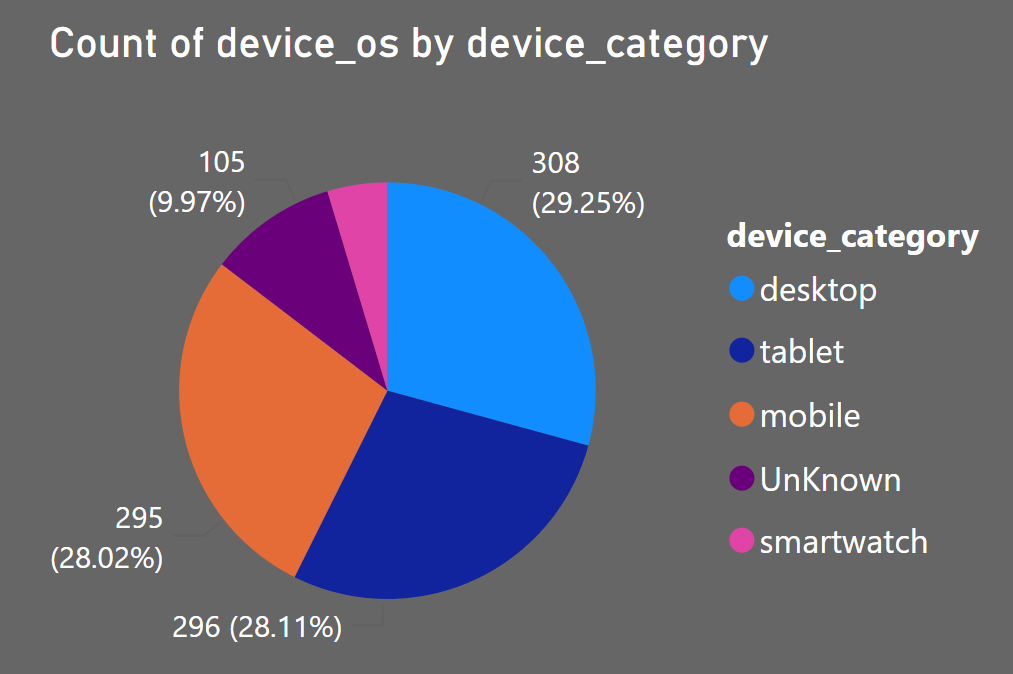 Count of device_os by device_category
105
(9.97%)
308
(29.25%)
295
(28.02%)
296 (28.11%)
device_category
desktop
tablet
mobile
UnKnown
smartwatch